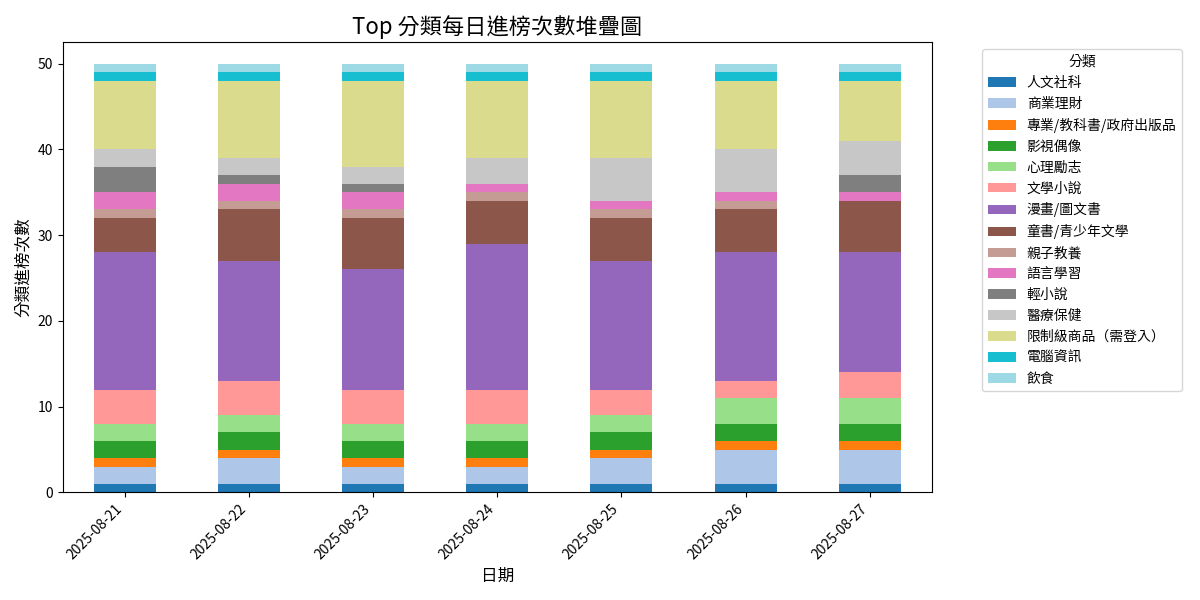 Top 分類每日進榜次數堆疊圖
分類進榜次數
50
40
30
20
10
0
2025-08-21
2025-08-22
2025-08-23
2025-08-24
2025-08-25
2025-08-26
2025-08-27
日期
分類
人文社科
商業理財
專業/教科書/政府出版品
影視偶像
心理勵志
文學小說
漫畫/圖文書
童書/青少年文學
親子教養
語言學習
輕小說
醫療保健
限制級商品（需登入）
電腦資訊
飲食